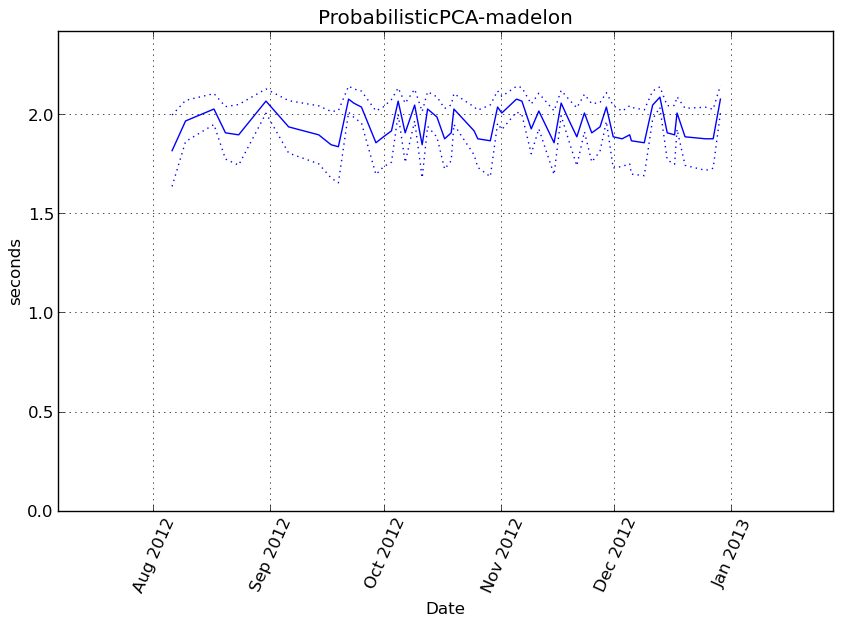 ProbabilisticPCA-madelon
seconds
2.0
1.5
1.0
0.5
0.0
Aug 2012
Sep 2012
Oct 2012
Nov 2012
Dec 2012
Jan 2013
Date